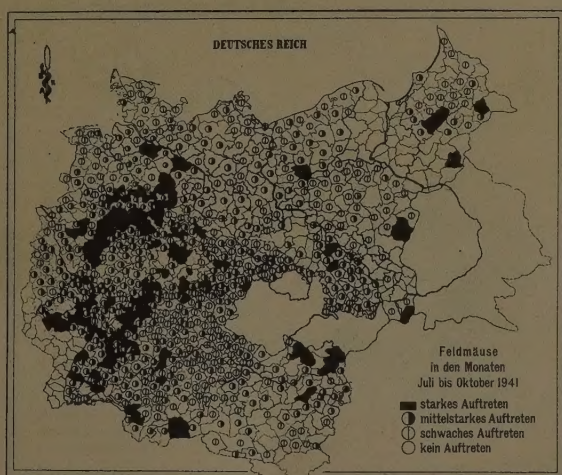 DEUTSCHES REICH
Feldmäuse
in den Monaten
Juli bis Oktober 1941
starkes Auftreten
mittelstarkes Auftreten
schwaches Auftreten
kein Auftreten